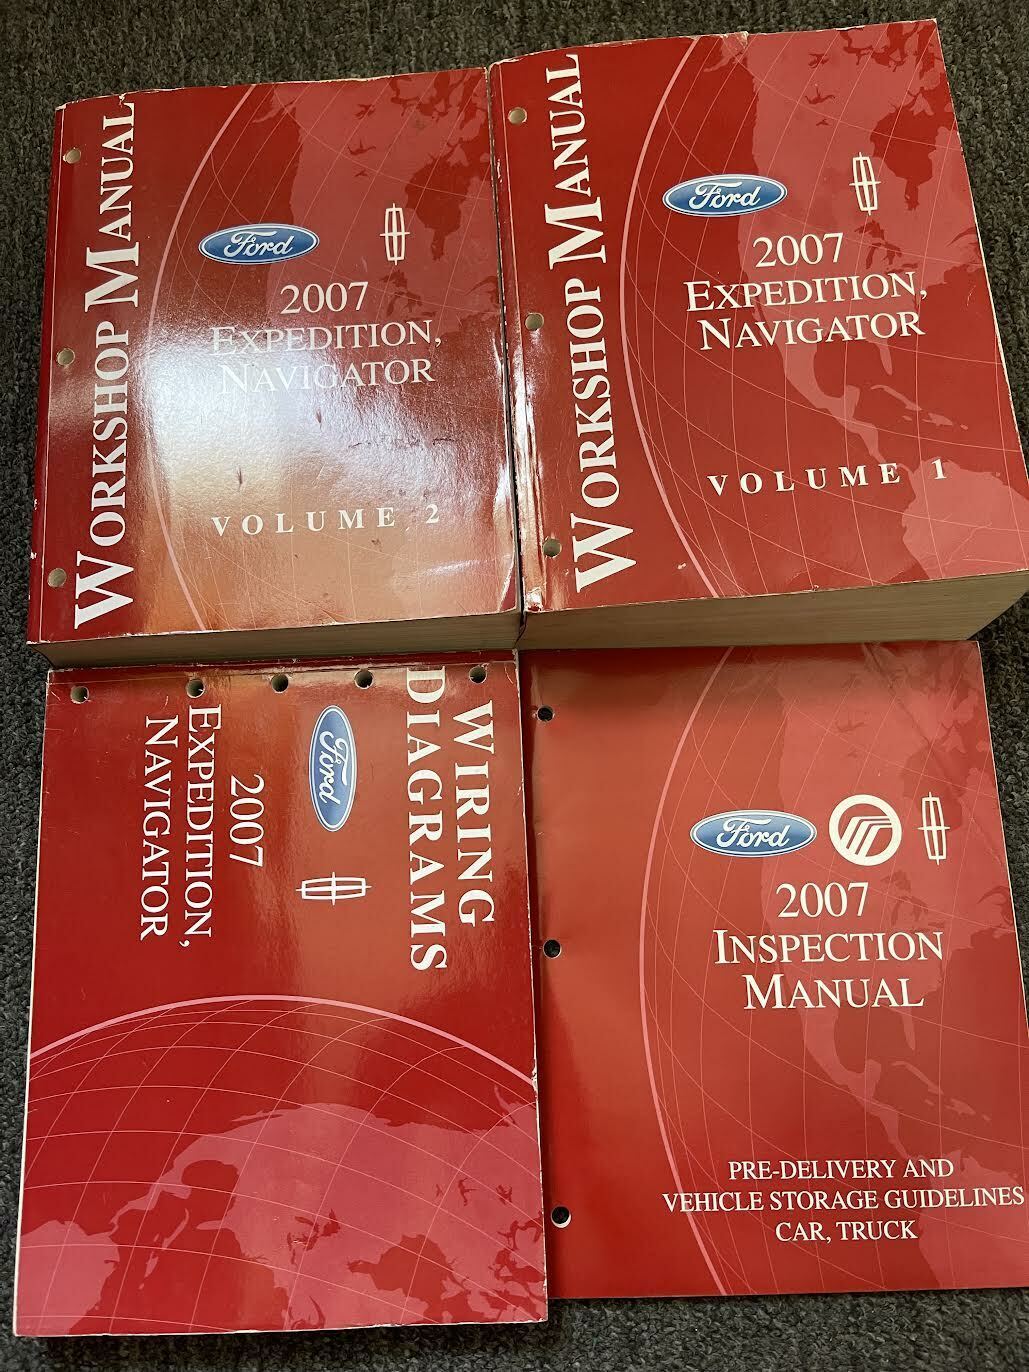 WORKSHOP MANUAL
Ford
2007
EXPEDITION,
NAVIGATOR
VOLUME 2
WORKSHOP MANUAL
Ford
2007
EXPEDITION,
NAVIGATOR
VOLUME 1
WIRING
DIAGRAMS
Ford
2007
EXPEDITION,
NAVIGATOR
Ford
2007
INSPECTION
MANUAL
PRE-DELIVERY AND
VEHICLE STORAGE GUIDELINES
CAR, TRUCK